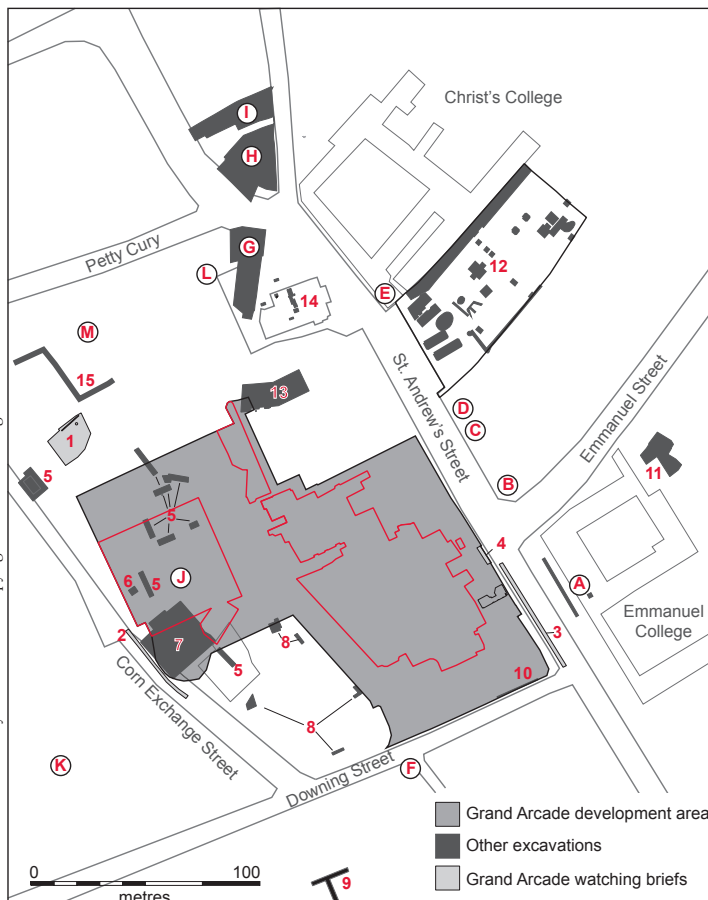 Christ's College
I
H
Petty Cury
G
L
12
E
14
M
15
St. Andrew's Street
13
D
C
Emmanuel Street
1
5
B
11
5
4
J
6
5
A
Emmanuel
College
2
7
8
3
5
10
Corn Exchange Street
8
K
F
Downing Street
Grand Arcade development area
Other excavations
Grand Arcade watching briefs
0
100
metres
9